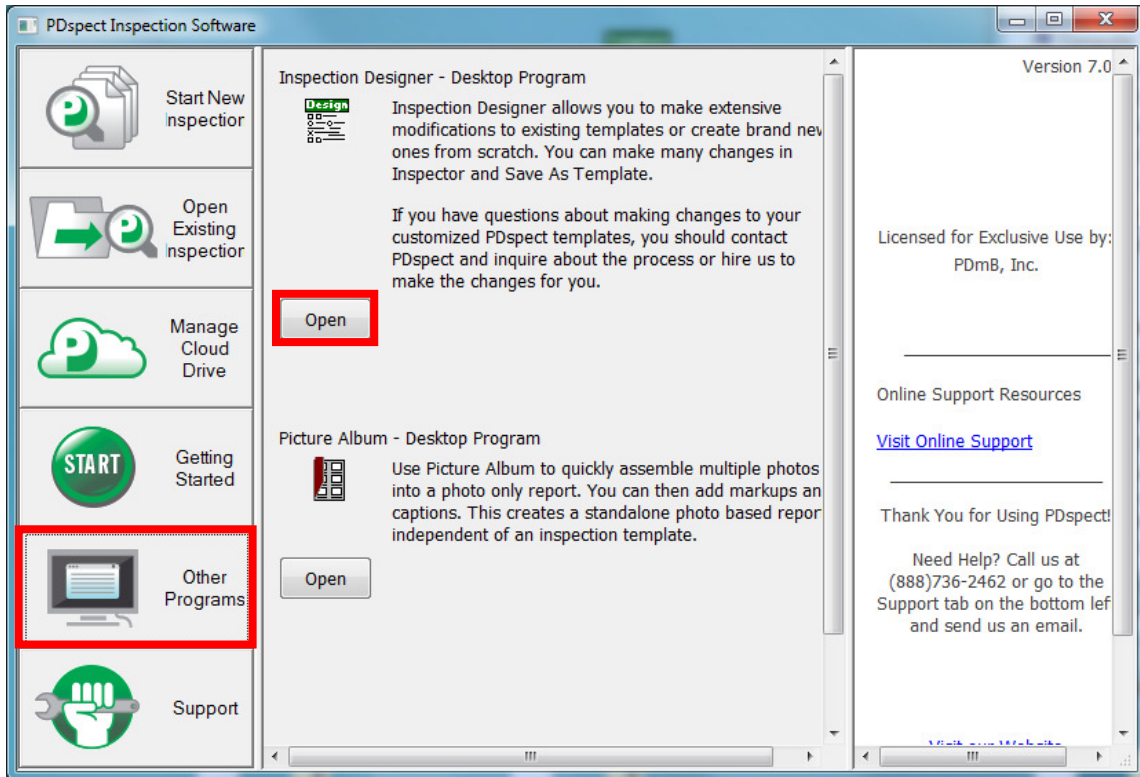 PDspect Inspection Software
Start New
Inspection
Open
Existing
Inspection
Manage
Cloud
Drive
START
Getting
Started
Other
Programs
Support
Inspection Designer - Desktop Program
Design
Inspection Designer allows you to make extensive
modifications to existing templates or create brand new
ones from scratch. You can make many changes in
Inspector and Save As Template.
If you have questions about making changes to your
customized PDspect templates, you should contact
PDspect and inquire about the process or hire us to
make the changes for you.
Open
Picture Album - Desktop Program
Use Picture Album to quickly assemble multiple photos
into a photo only report. You can then add markups an
captions. This creates a standalone photo based repor
independent of an inspection template.
Open
Version 7.0
Licensed for Exclusive Use by:
PDmB, Inc.
Online Support Resources
Visit Online Support
Thank You for Using PDspect!
Need Help? Call us at
(888)736-2462 or go to the
Support tab on the bottom lef
and send us an email.
Visit our Website